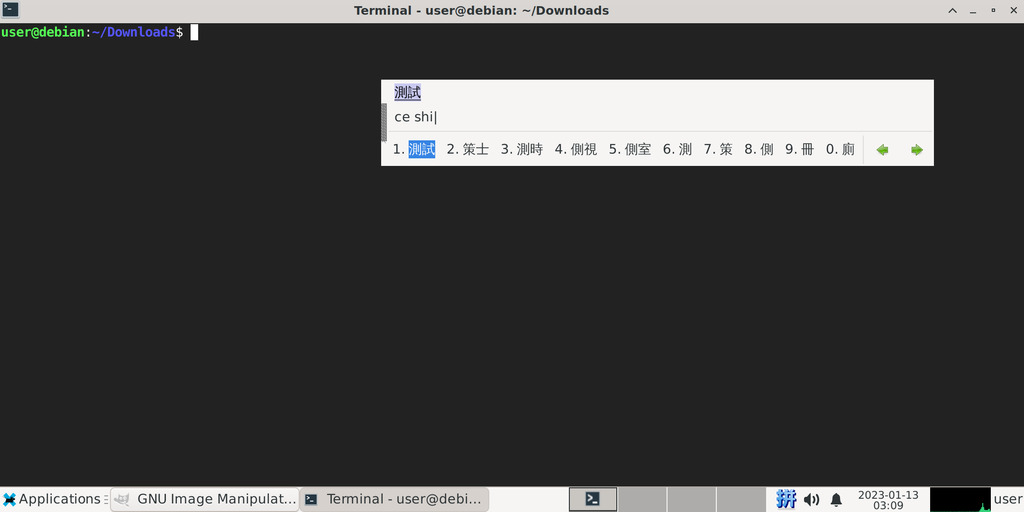 Terminal - user@debian: ~/Downloads
user@debian:~/Downloads$
測試
ce shi
1. 測試 2. 策士 3. 測時 4. 側視 5. 側室 6. 測 7. 策 8. 側 9. 冊 0. 廁
Applications GNU Image Manipulat... Terminal - user@debi... 拼 2023-01-13 user
03:09